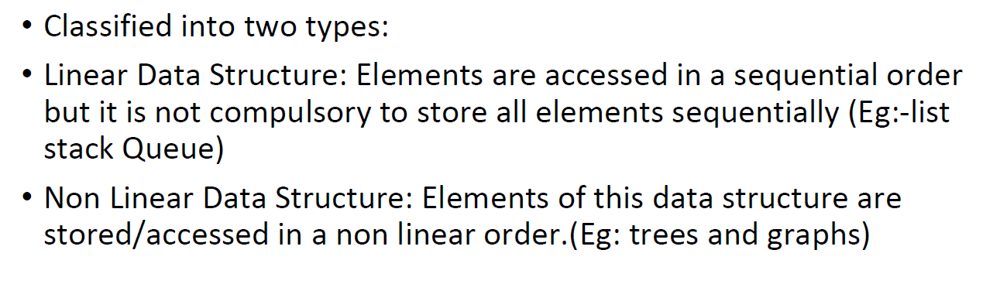 • Classified into two types:
• Linear Data Structure: Elements are accessed in a sequential order
but it is not compulsory to store all elements sequentially (Eg:-list
stack Queue)
• Non Linear Data Structure: Elements of this data structure are
stored/accessed in a non linear order.(Eg: trees and graphs)